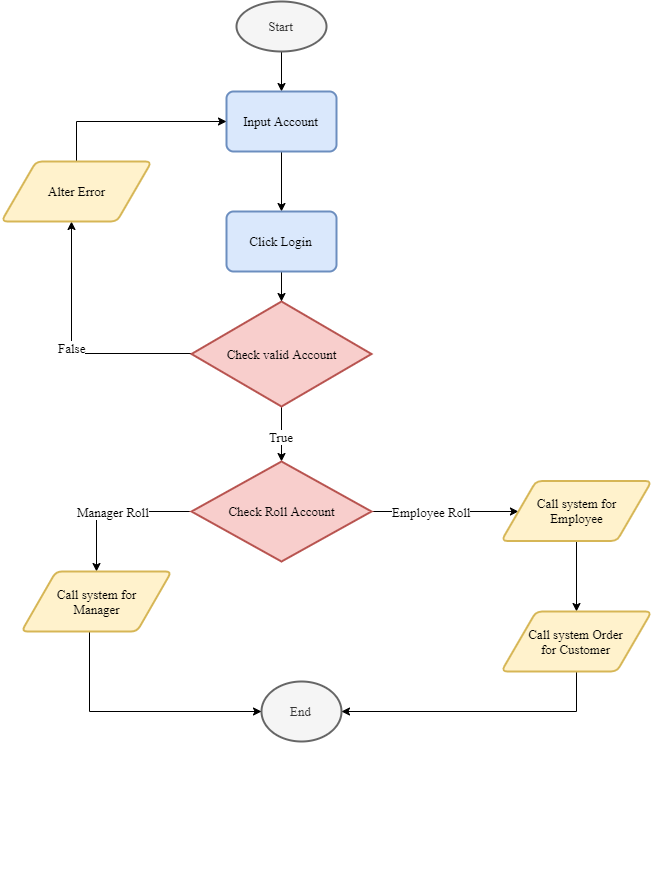 Start
Input Account
Alter Error
Click Login
False
Check valid Account
True
Manager Roll
Check Roll Account
Employee Roll
Call system for
Employee
Call system for
Manager
Call system Order
for Customer
End